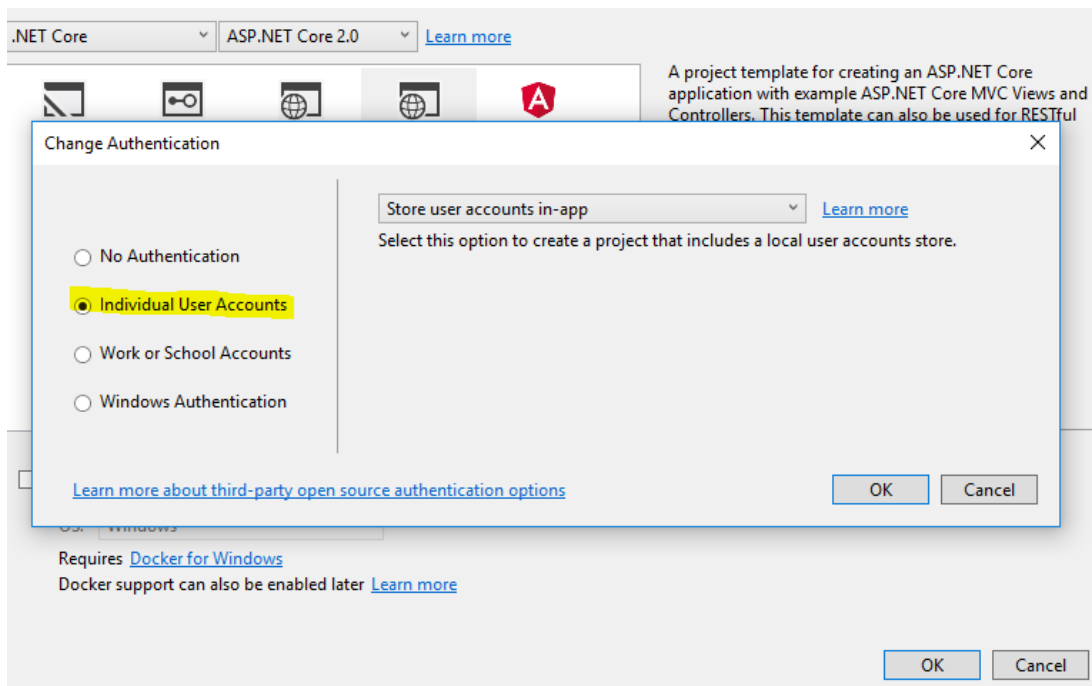 .NET Core
ASP.NET Core 2.0
Learn more
A project template for creating an ASP.NET Core
application with example ASP.NET Core MVC Views and
Controllers. This template can also be used for RESTful
Change Authentication
Store user accounts in-app
Learn more
Select this option to create a project that includes a local user accounts store.
No Authentication
Individual User Accounts
Work or School Accounts
Windows Authentication
Learn more about third-party open source authentication options
OK
Cancel
OS: Windows
Requires Docker for Windows
Docker support can also be enabled later Learn more
OK
Cancel